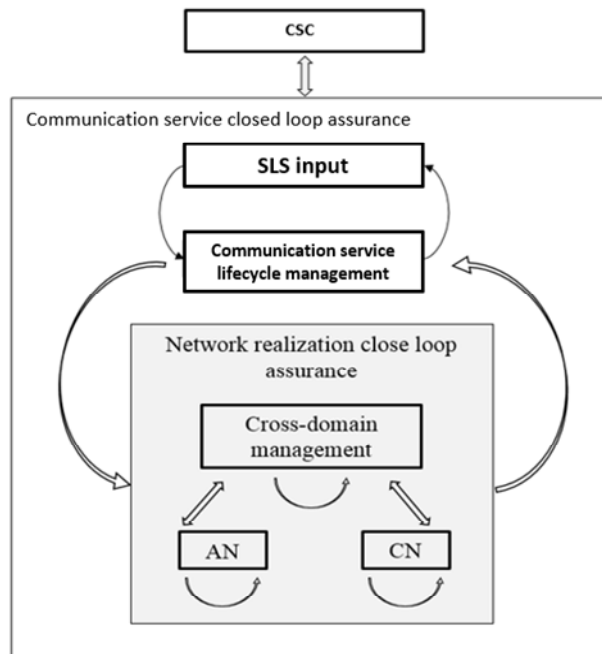 CSC
Communication service closed loop assurance
SLS input
Communication service
lifecycle management
Network realization close loop
assurance
Cross-domain
management
AN
CN